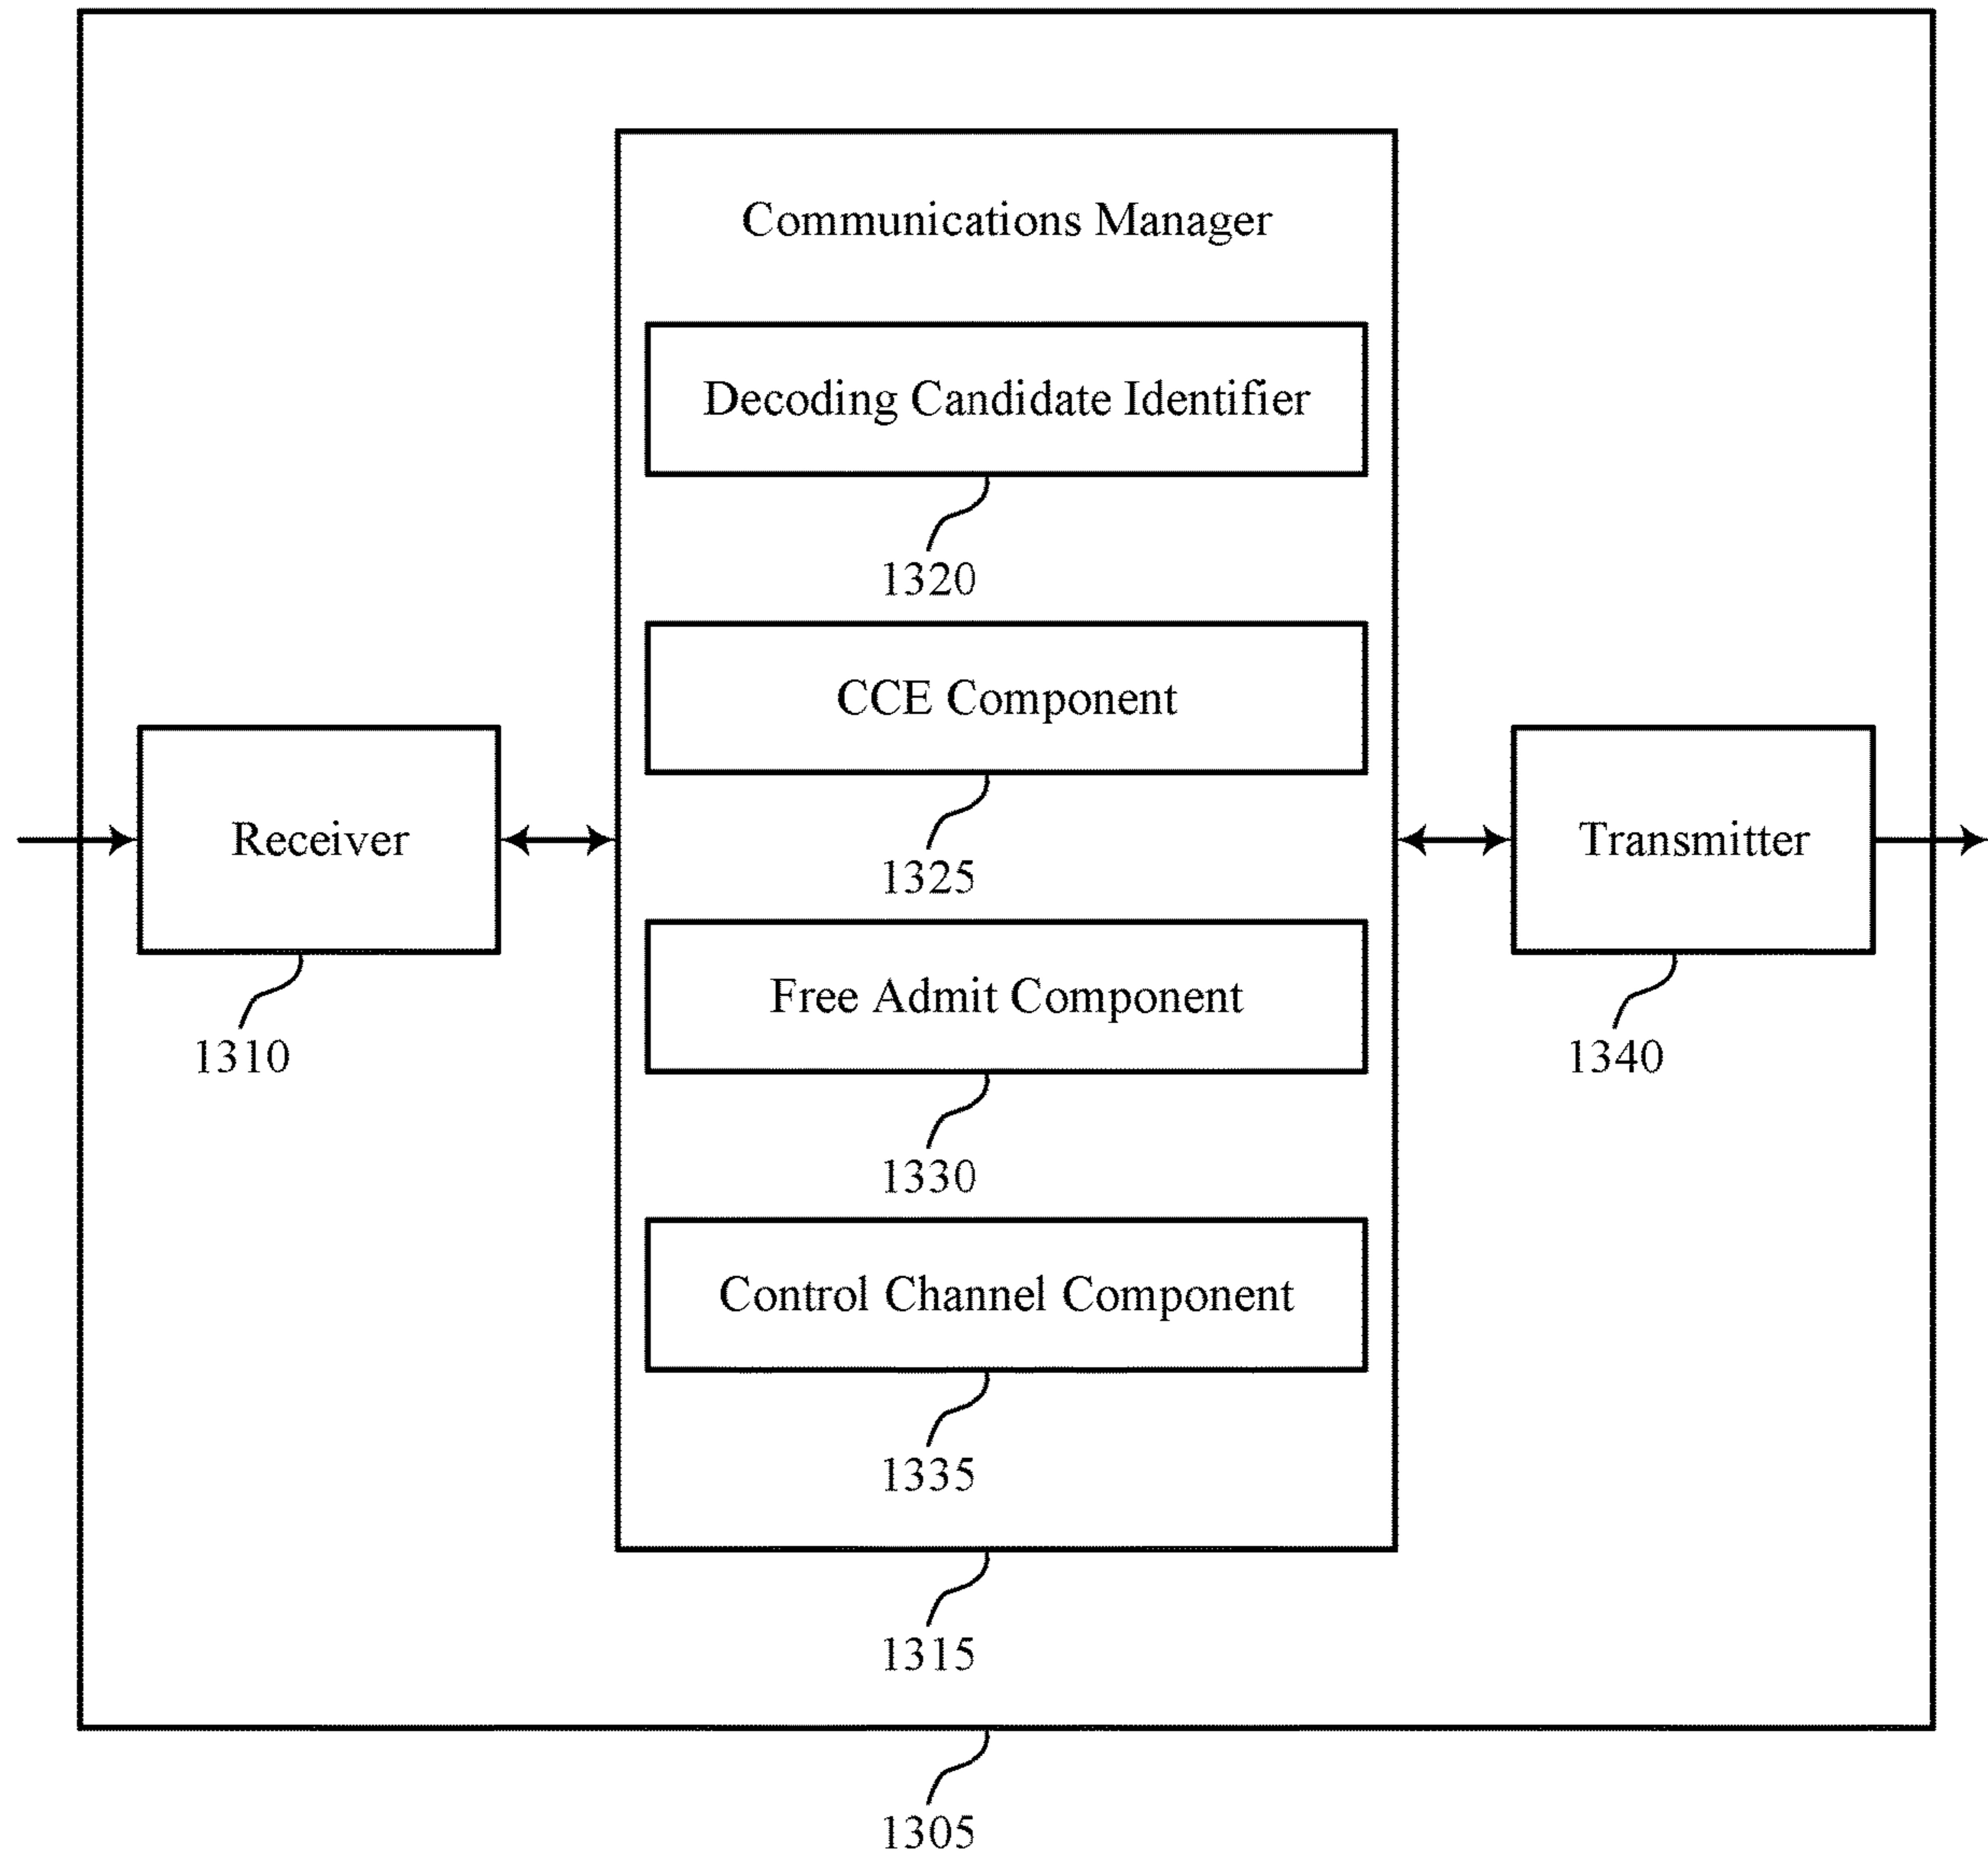 Communications Manager
Decoding Candidate Identifier
1320
CCE Component
1325
Receiver
1310
Free Admit Component
1330
Transmitter
1340
Control Channel Component
1335
1315
1305